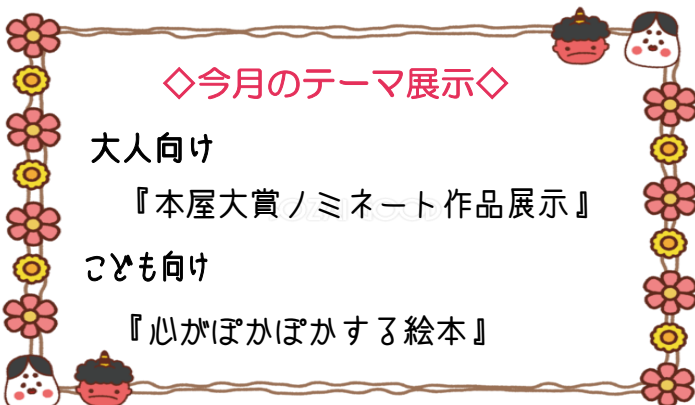 ◇今月のテーマ展示◇
大人向け
『本屋大賞ノミネート作品展示』
こども向け
『心がぽかぽかする絵本』